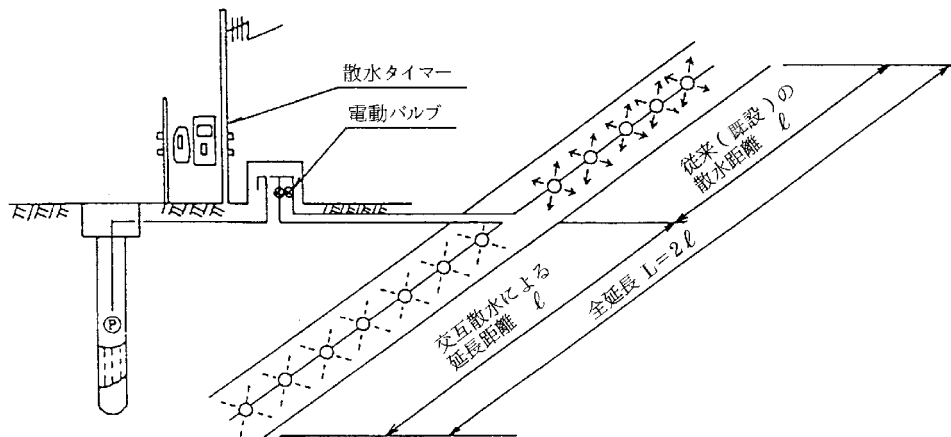 散水タイマー
電動バルブ
従来(既設)の
散水距離 ℓ
全延長 L=2ℓ
交互散水による
延長距離 ℓ
P